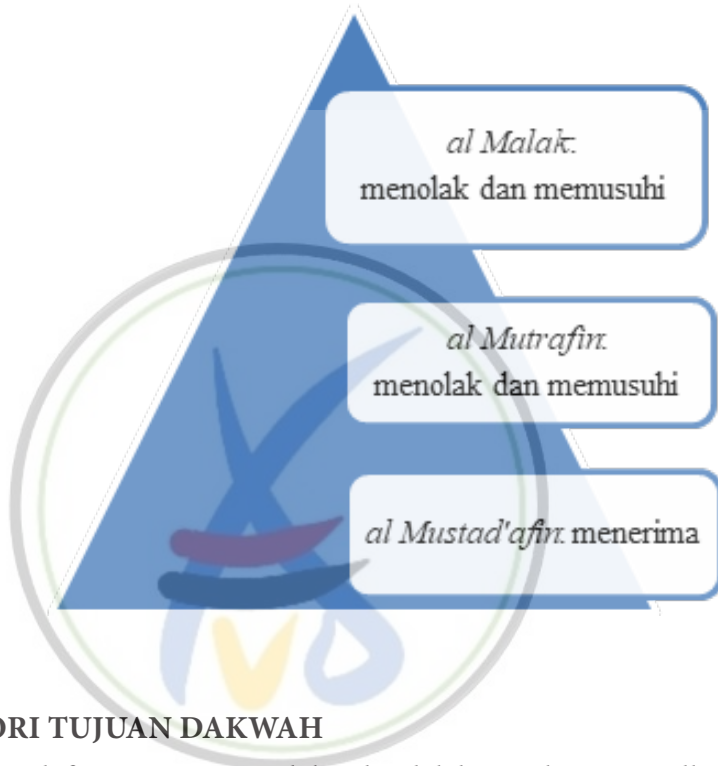 al Malak:
menolak dan memusuhi
al Mutrafin:
menolak dan memusuhi
al Mustad'afin: menerima
ORI TUJUAN DAKWAH